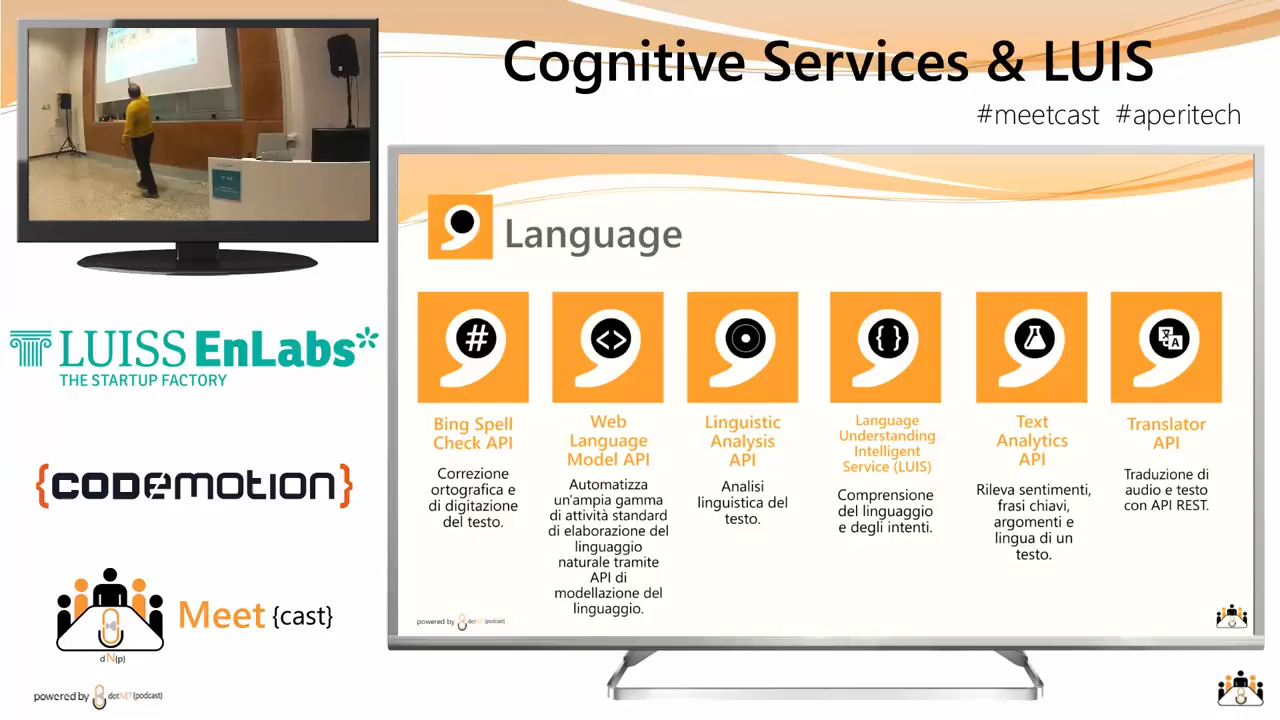 Cognitive Services & LUIS
#meetcast #aperitech
Language
Bing Spell
Check API
Correzione
ortografica e
di digitazione
del testo.
Web
Language
Model API
Automatizza
un'ampia gamma
di attività standard
di elaborazione del
linguaggio
naturale tramite
API di
modellazione del
linguaggio.
Linguistic
Analysis
API
Analisi
linguistica del
testo.
Language
Understanding
Intelligent
Service (LUIS)
Comprensione
del linguaggio
e degli intenti.
Text
Analytics
API
Rileva sentimenti,
frasi chiavi,
argomenti e
lingua di un
testo.
Translator
API
Traduzione di
audio e testo
con API REST.
powered by dotNET {podcast}
LUISS EnLabs*
THE STARTUP FACTORY
{CODEMOTION}
Meet {cast}
dN{p}
powered by dotNET{podcast}